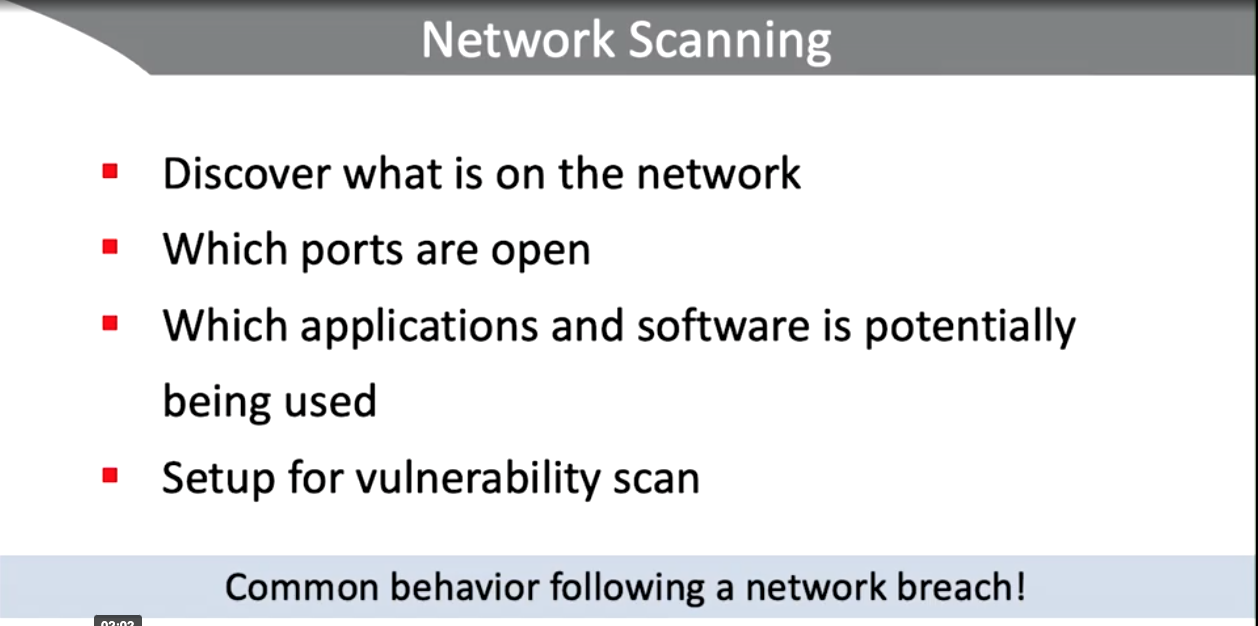 Network Scanning
Discover what is on the network
Which ports are open
Which applications and software is potentially
being used
Setup for vulnerability scan
Common behavior following a network breach!